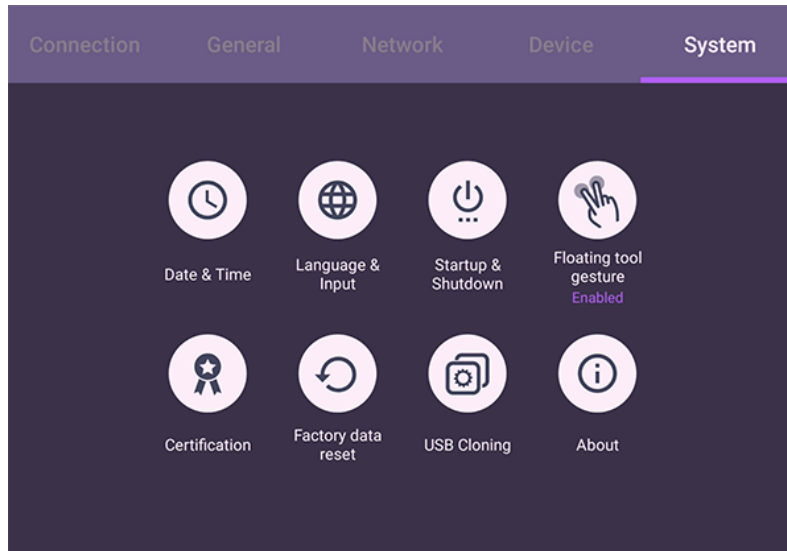 Connection General Network Device System
Date & Time
Language &
Input
Startup &
Shutdown
Floating tool
gesture
Enabled
Certification
Factory data
reset
USB Cloning
About